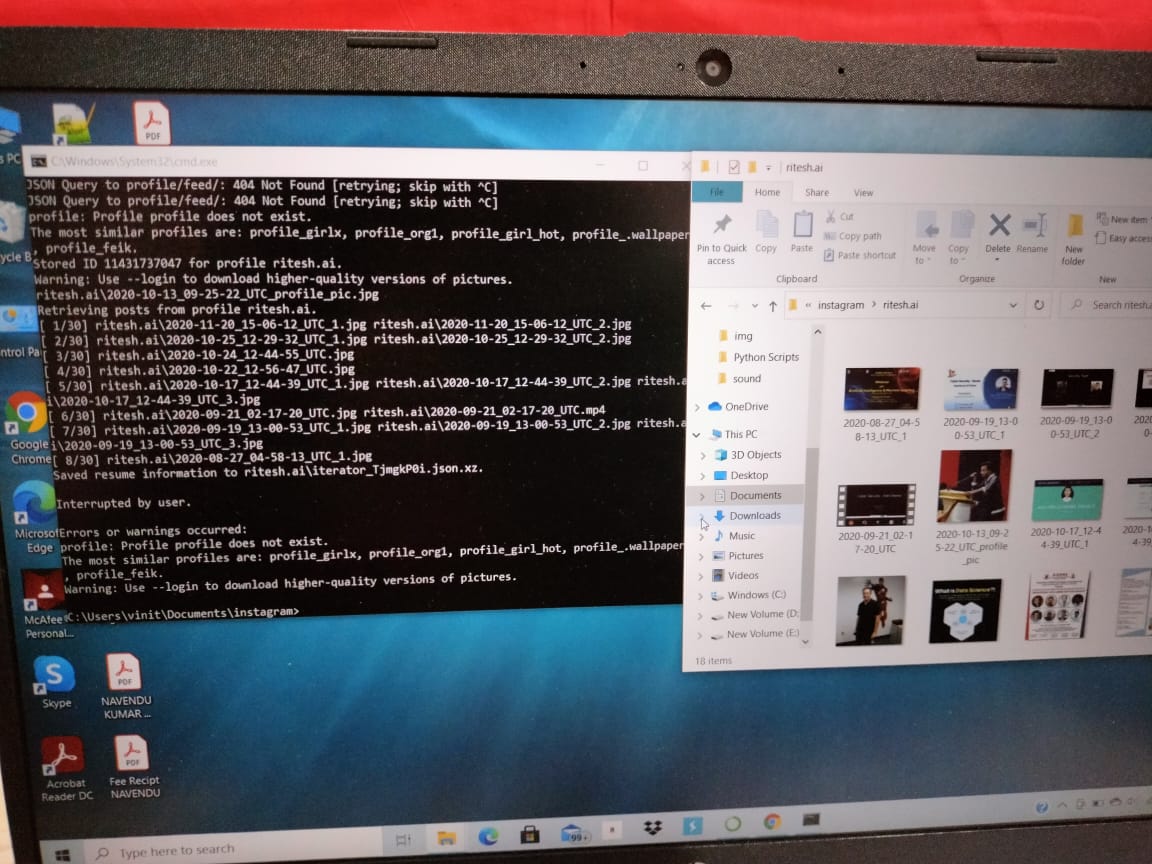 C:\Windows\System32\cmd.exe
JSON Query to profile/feed/: 404 Not Found [retrying; skip with ^C]
JSON Query to profile/feed/: 404 Not Found [retrying; skip with ^C]
profile: Profile profile does not exist.
The most similar profiles are: profile_girlx, profile_org1, profile_girl_hot, profile_.wallpaper
, profile_feik.
Stored ID 11431737047 for profile ritesh.ai.
Warning: Use --login to download higher-quality versions of pictures.
ritesh.ai\2020-10-13_09-25-22_UTC_profile_pic.jpg
Retrieving posts from profile ritesh.ai.
[ 1/30] ritesh.ai\2020-11-20_15-06-12_UTC_1.jpg ritesh.ai\2020-11-20_15-06-12_UTC_2.jpg
[ 2/30] ritesh.ai\2020-10-25_12-29-32_UTC_1.jpg ritesh.ai\2020-10-25_12-29-32_UTC_2.jpg
[ 3/30] ritesh.ai\2020-10-24_12-44-55_UTC.jpg
[ 4/30] ritesh.ai\2020-10-22_12-56-47_UTC.jpg
[ 5/30] ritesh.ai\2020-10-17_12-44-39_UTC_1.jpg ritesh.ai\2020-10-17_12-44-39_UTC_2.jpg ritesh.a
i\2020-10-17_12-44-39_UTC_3.jpg
[ 6/30] ritesh.ai\2020-09-21_02-17-20_UTC.jpg ritesh.ai\2020-09-21_02-17-20_UTC.mp4
[ 7/30] ritesh.ai\2020-09-19_13-00-53_UTC_1.jpg ritesh.ai\2020-09-19_13-00-53_UTC_2.jpg ritesh.a
i\2020-09-19_13-00-53_UTC_3.jpg
[ 8/30] ritesh.ai\2020-08-27_04-58-13_UTC_1.jpg
Saved resume information to ritesh.ai\iterator_TjmgkP0i.json.xz.
Interrupted by user.
Errors or warnings occurred:
profile: Profile profile does not exist.
The most similar profiles are: profile_girlx, profile_org1, profile_girl_hot, profile_.wallpaper
, profile_feik.
Warning: Use --login to download higher-quality versions of pictures.
C:\Users\vinit\Documents\instagram>
ritesh.ai
File Home Share View
Pin to Quick
access
Copy
Paste
Cut
Copy path
Paste shortcut
Move
to
Copy
to
Delete
Rename
New
folder
New item
Easy access
Clipboard
Organize
New
« instagram > ritesh.ai
Search ritesh
img
Python Scripts
sound
OneDrive
This PC
3D Objects
Desktop
Documents
Downloads
Music
Pictures
Videos
Windows (C:)
New Volume (D:
New Volume (E:)
18 items
2020-08-27_04-5
8-13_UTC_1
2020-09-19_13-0
0-53_UTC_1
2020-09-19_13-0
0-53_UTC_2
2020-09-21_02-1
7-20_UTC
2020-10-13_09-2
5-22_UTC_profile
_pic
2020-10-17_12-4
4-39_UTC_1
What is Data Science?
PDF
Google
Chrome
Microsof
Edge
McAfee
Personal...
Skype
PDF
NAVENDU
KUMAR ...
Acrobat
Reader DC
PDF
Fee Recipt
NAVENDU
Type here to search
99+